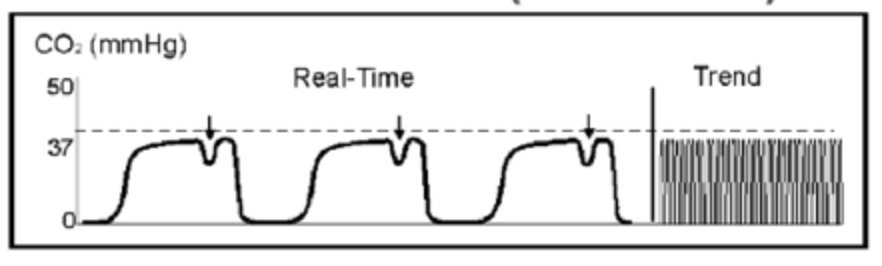 CO₂ (mmHg)
50
Real-Time
Trend
37
0